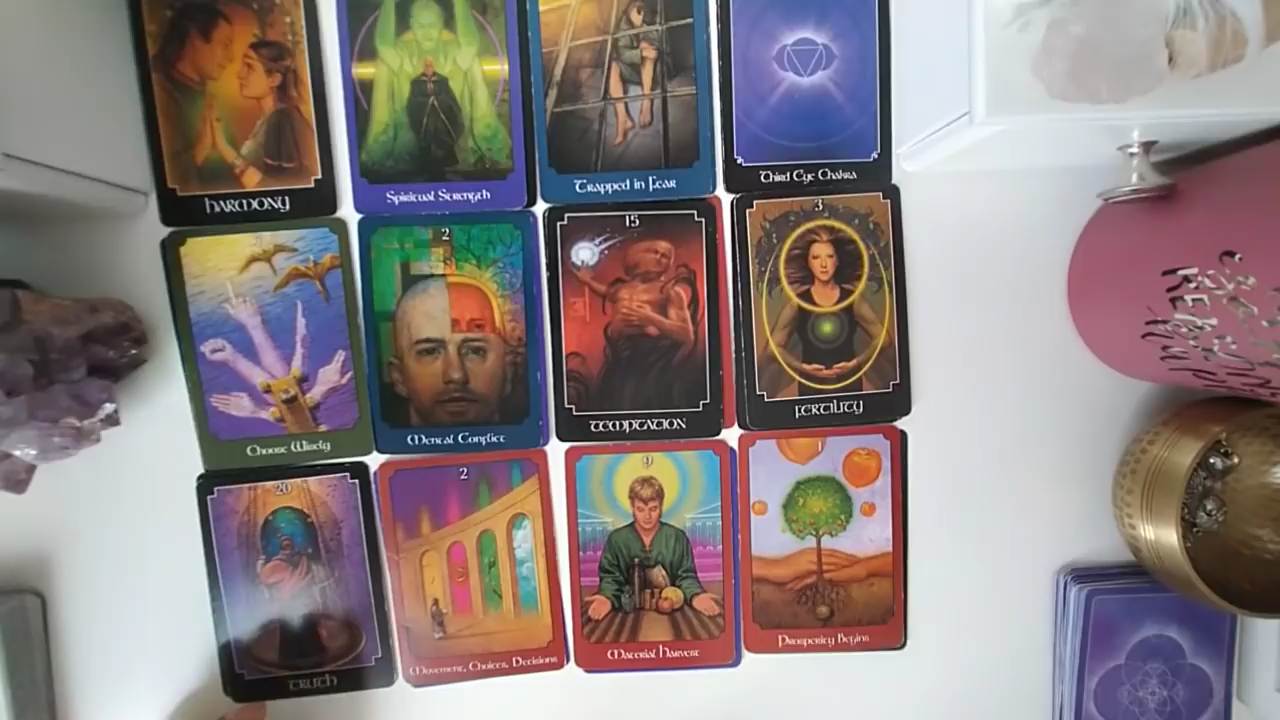 HARMONY
Spiritual Strength
Trapped in Fear
Third Eye Chakra
Choose Wisely
2
Mental Conflict
15
TEMPTATION
3
FERTILITY
20
TRUTH
2
Movement, Choices, Decisions
9
Material Harvest
Prosperity Begins